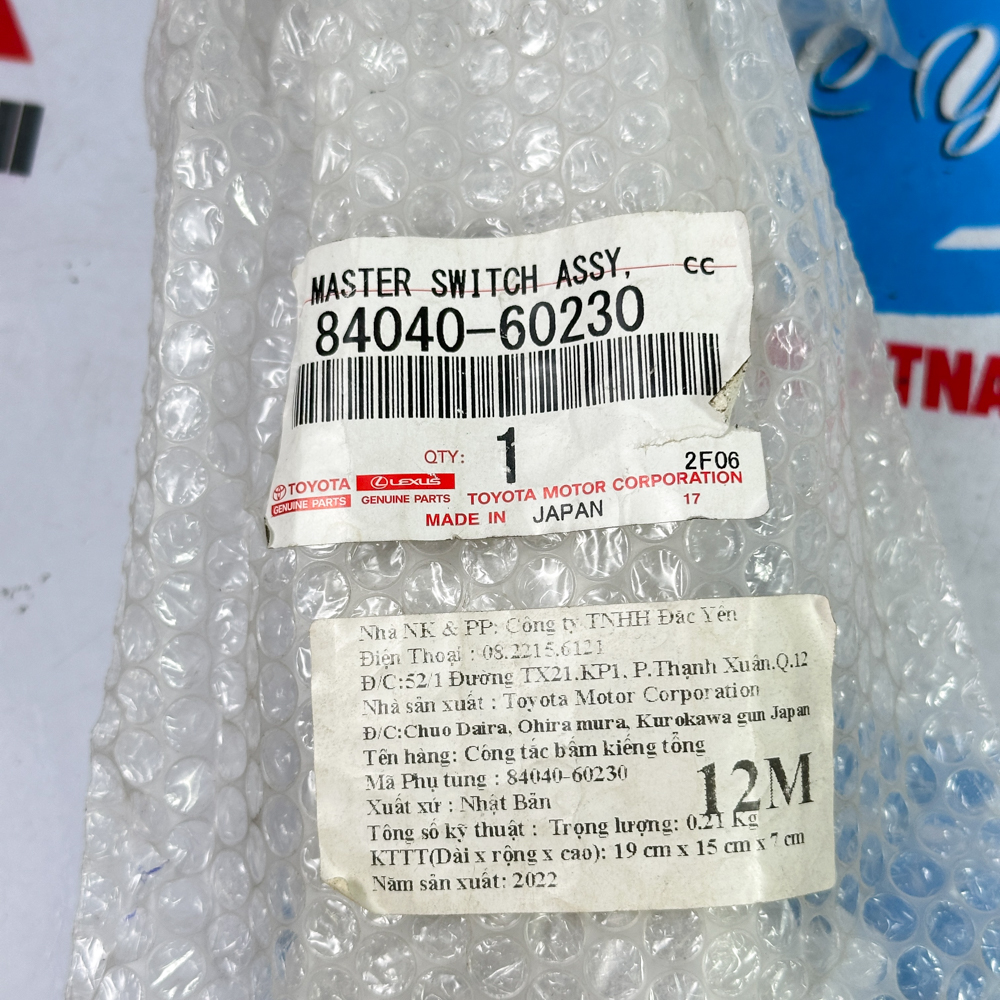 MASTER SWITCH ASSY, CC
84040-60230
QTY: 1
2F06
TOYOTA
GENUINE PARTS
LEXUS
GENUINE PARTS
TOYOTA MOTOR CORPORATION
MADE IN JAPAN 17
Nhà NK & PP: Công ty TNHH Đăc Yên
Điện Thoại : 08.2215.6121
Đ/C:52/1 Đường TX21.KP1, P.Thạnh Xuân.Q.12
Nhà sản xuất : Toyota Motor Corporation
Đ/C:Chuo Daira, Ohira mura, Kurokawa gun Japan
Tên hàng: Công tắc bấm kiếng tổng
Mã Phụ tùng : 84040-60230
12M
Xuất xứ : Nhật Bản
Tông số kỹ thuật : Trọng lượng: 0.21 Kg
KTTT(Dài x rộng x cao): 19 cm x 15 cm x 7 cm
Năm sản xuất: 2022
TNA